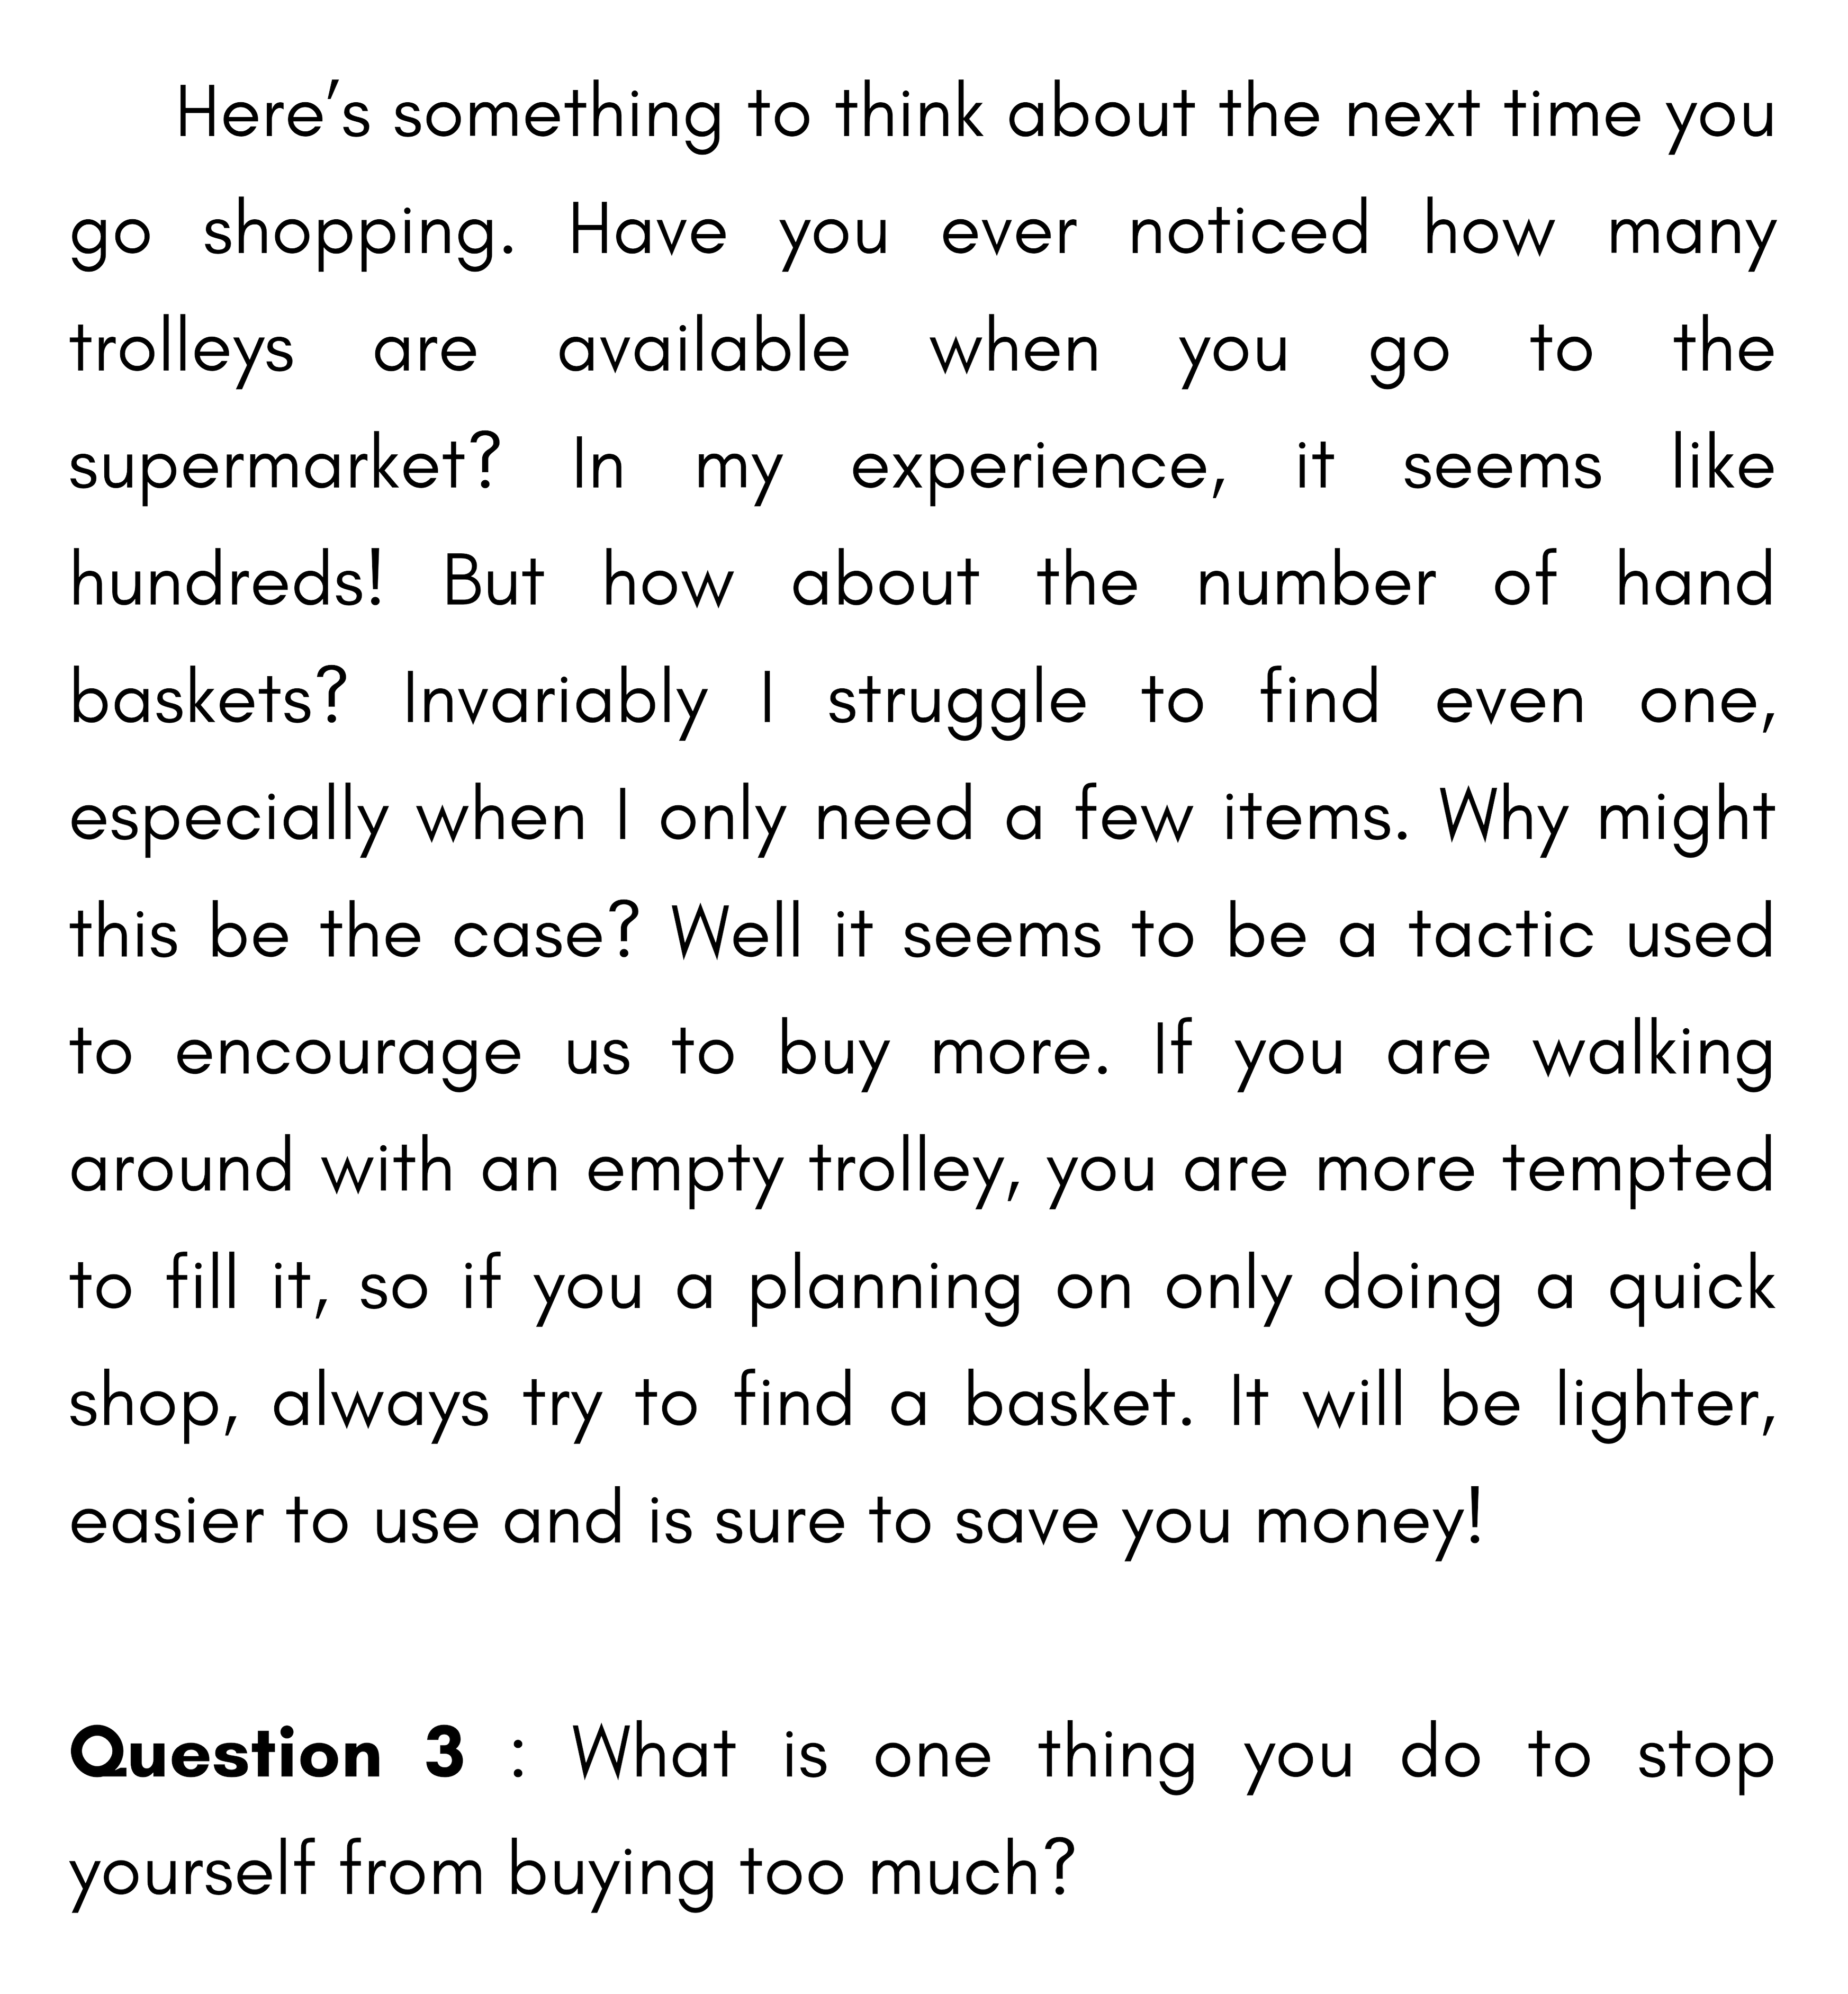 Here’s something to think about the next time you
go shopping. Have you ever noticed how many
trolleys are available when you go to the
supermarket? In my experience, it seems like
hundreds! But how about the number of hand
baskets? Invariably I struggle to find even one,
especially when I only need a few items. Why might
this be the case? Well it seems to be a tactic used
to encourage us to buy more. If you are walking
around with an empty trolley, you are more tempted
to fill it, so if you a planning on only doing a quick
shop, always try to find a basket. It will be lighter,
easier to use and is sure to save you money!
Question 3 : What is one thing you do to stop
yourself from buying too much?